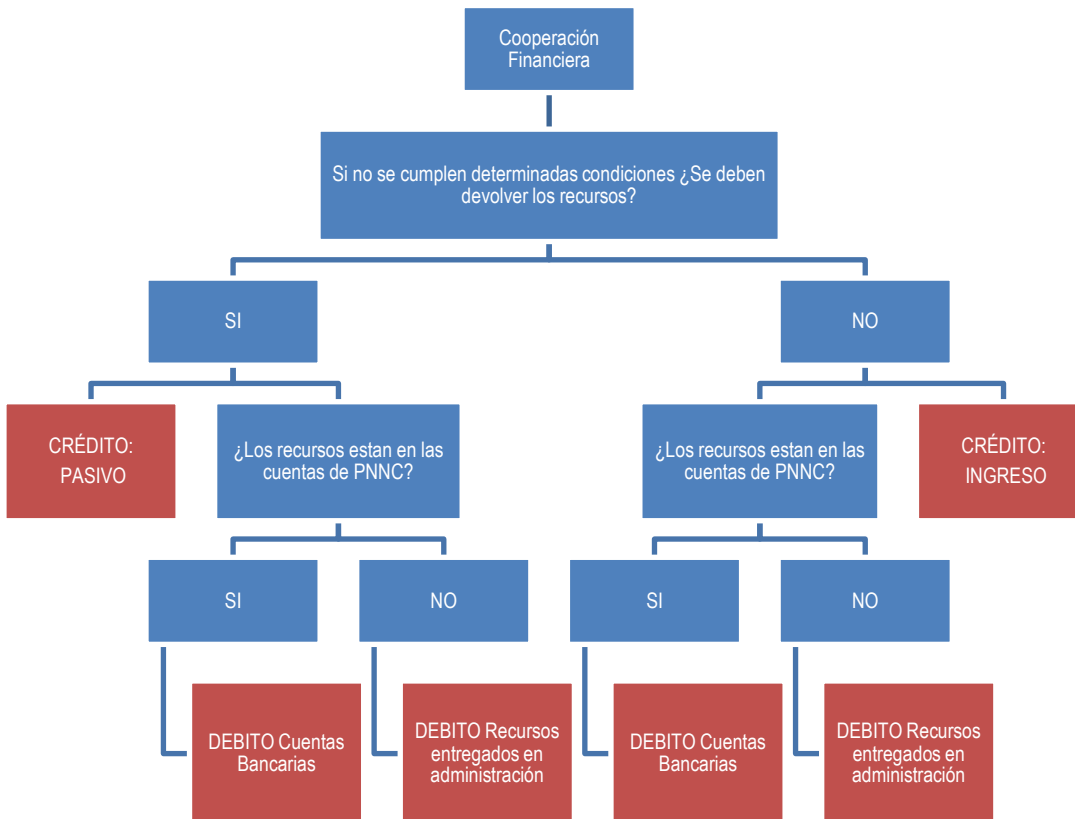 Cooperación
Financiera
Si no se cumplen determinadas condiciones ¿Se deben
devolver los recursos?
SI
NO
CRÉDITO:
PASIVO
¿Los recursos estan en las
cuentas de PNNC?
¿Los recursos estan en las
cuentas de PNNC?
CRÉDITO:
INGRESO
SI
NO
SI
NO
DEBITO Cuentas
Bancarias
DEBITO Recursos
entregados en
administración
DEBITO Cuentas
Bancarias
DEBITO Recursos
entregados en
administración